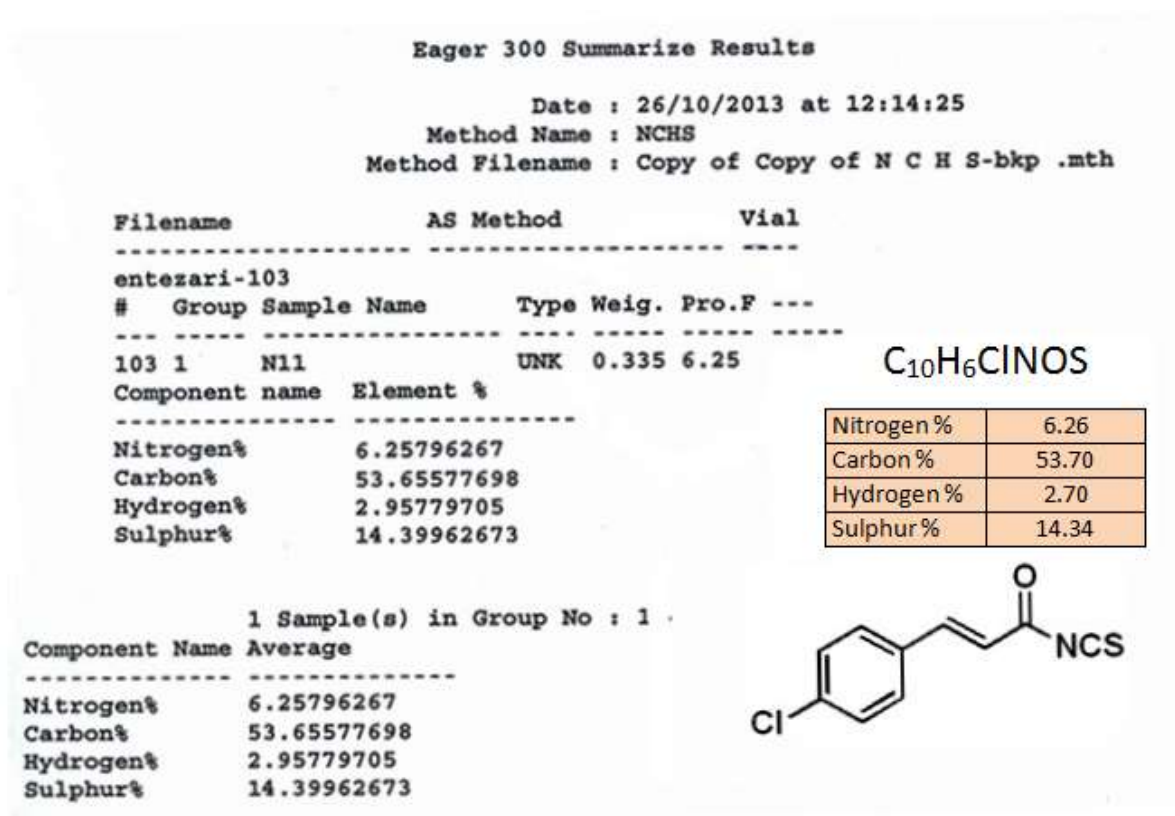 Eager 300 Summarize Results
Date : 26/10/2013 at 12:14:25
Method Name : NCHS
Method Filename : Copy of Copy of N C H S-bkp .mth
Filename AS Method Vial
-------------------- -------------------- ----
entezari-103
# Group Sample Name Type Weig. Pro.F ---
--- ----- ---------------- ---- ----- ----- -----
103 1 N11 UNK 0.335 6.25
Component name Element %
--------------- ---------------
Nitrogen% 6.25796267
Carbon% 53.65577698
Hydrogen% 2.95779705
Sulphur% 14.39962673
1 Sample(s) in Group No : 1
Component Name Average
-------------- --------------
Nitrogen% 6.25796267
Carbon% 53.65577698
Hydrogen% 2.95779705
Sulphur% 14.39962673
C₁₀H₆ClNOS
Nitrogen % 6.26
Carbon % 53.70
Hydrogen % 2.70
Sulphur % 14.34
O
NCS
Cl